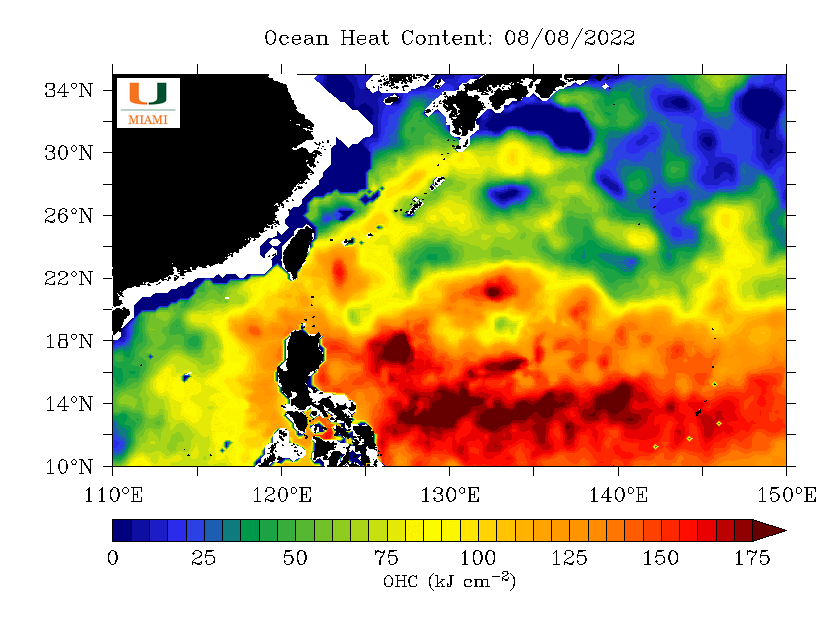 Ocean Heat Content: 08/08/2022
34°N
30°N
26°N
22°N
18°N
14°N
10°N
U
MIAMI
110°E 120°E 130°E 140°E 150°E
0 25 50 75 100 125 150 175
OHC (kJ cm⁻²)